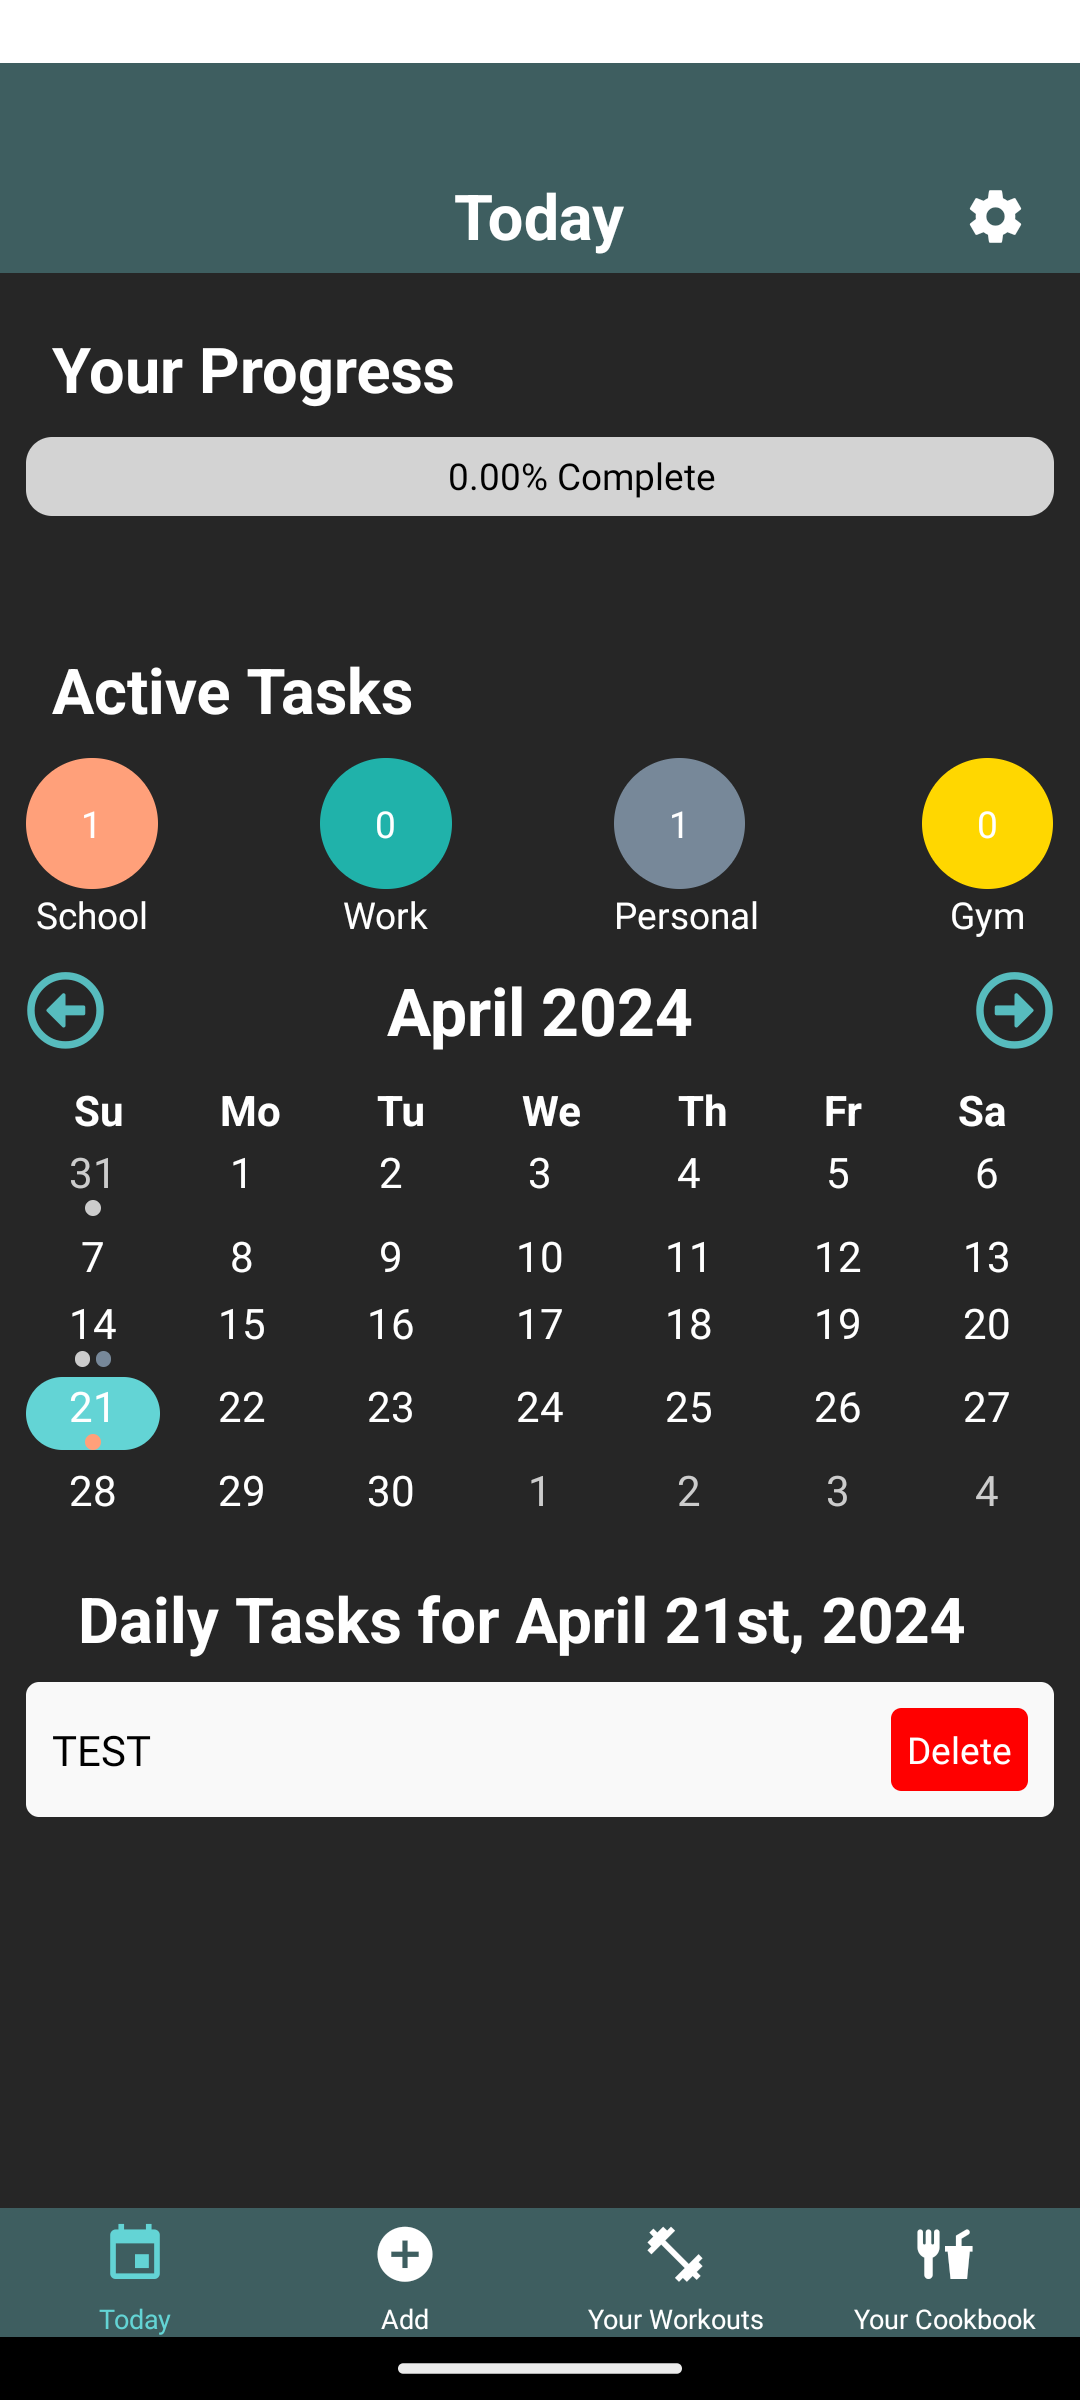 Today
Your Progress
0.00% Complete
Active Tasks
1 0 1 0
School Work Personal Gym
April 2024
Su Mo Tu We Th Fr Sa
31 1 2 3 4 5 6
7 8 9 10 11 12 13
14 15 16 17 18 19 20
21 22 23 24 25 26 27
28 29 30 1 2 3 4
Daily Tasks for April 21st, 2024
TEST Delete
Today Add Your Workouts Your Cookbook